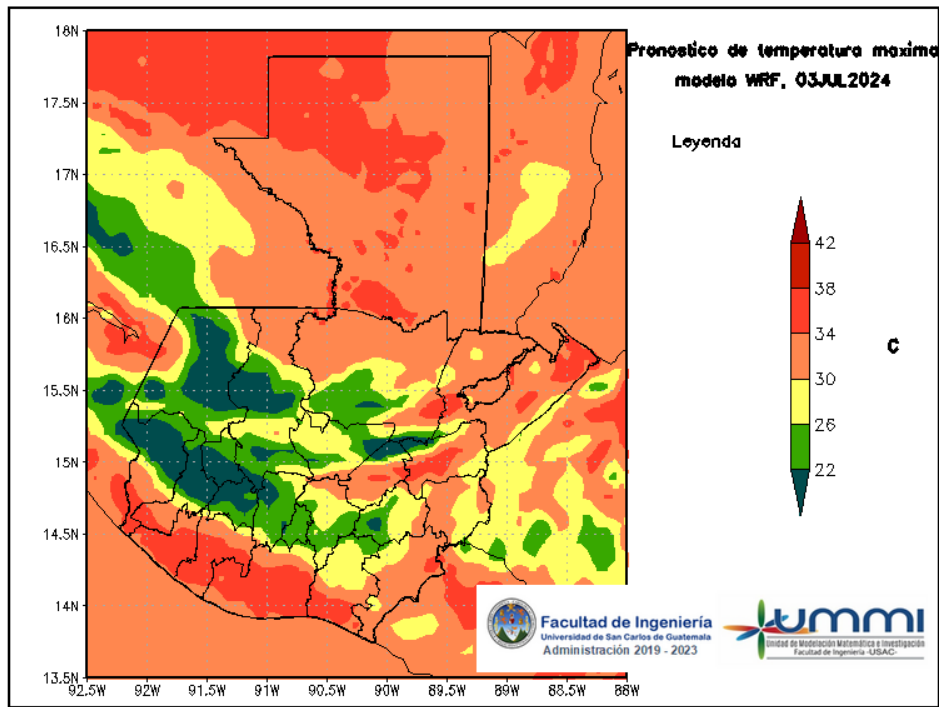 Pronostico de temperatura maxima
modelo WRF, 03JUL2024
Leyenda
42
38
34
30
26
22
C
18N
17.5N
17N
16.5N
16N
15.5N
15N
14.5N
14N
13.5N
92.5W 92W 91.5W 91W 90.5W 90W 89.5W 89W 88.5W 88W
Facultad de Ingeniería
Universidad de San Carlos de Guatemala
Administración 2019 - 2023
ummi
Unidad de Modelación Matemática e Investigación
Facultad de Ingeniería -USAC-